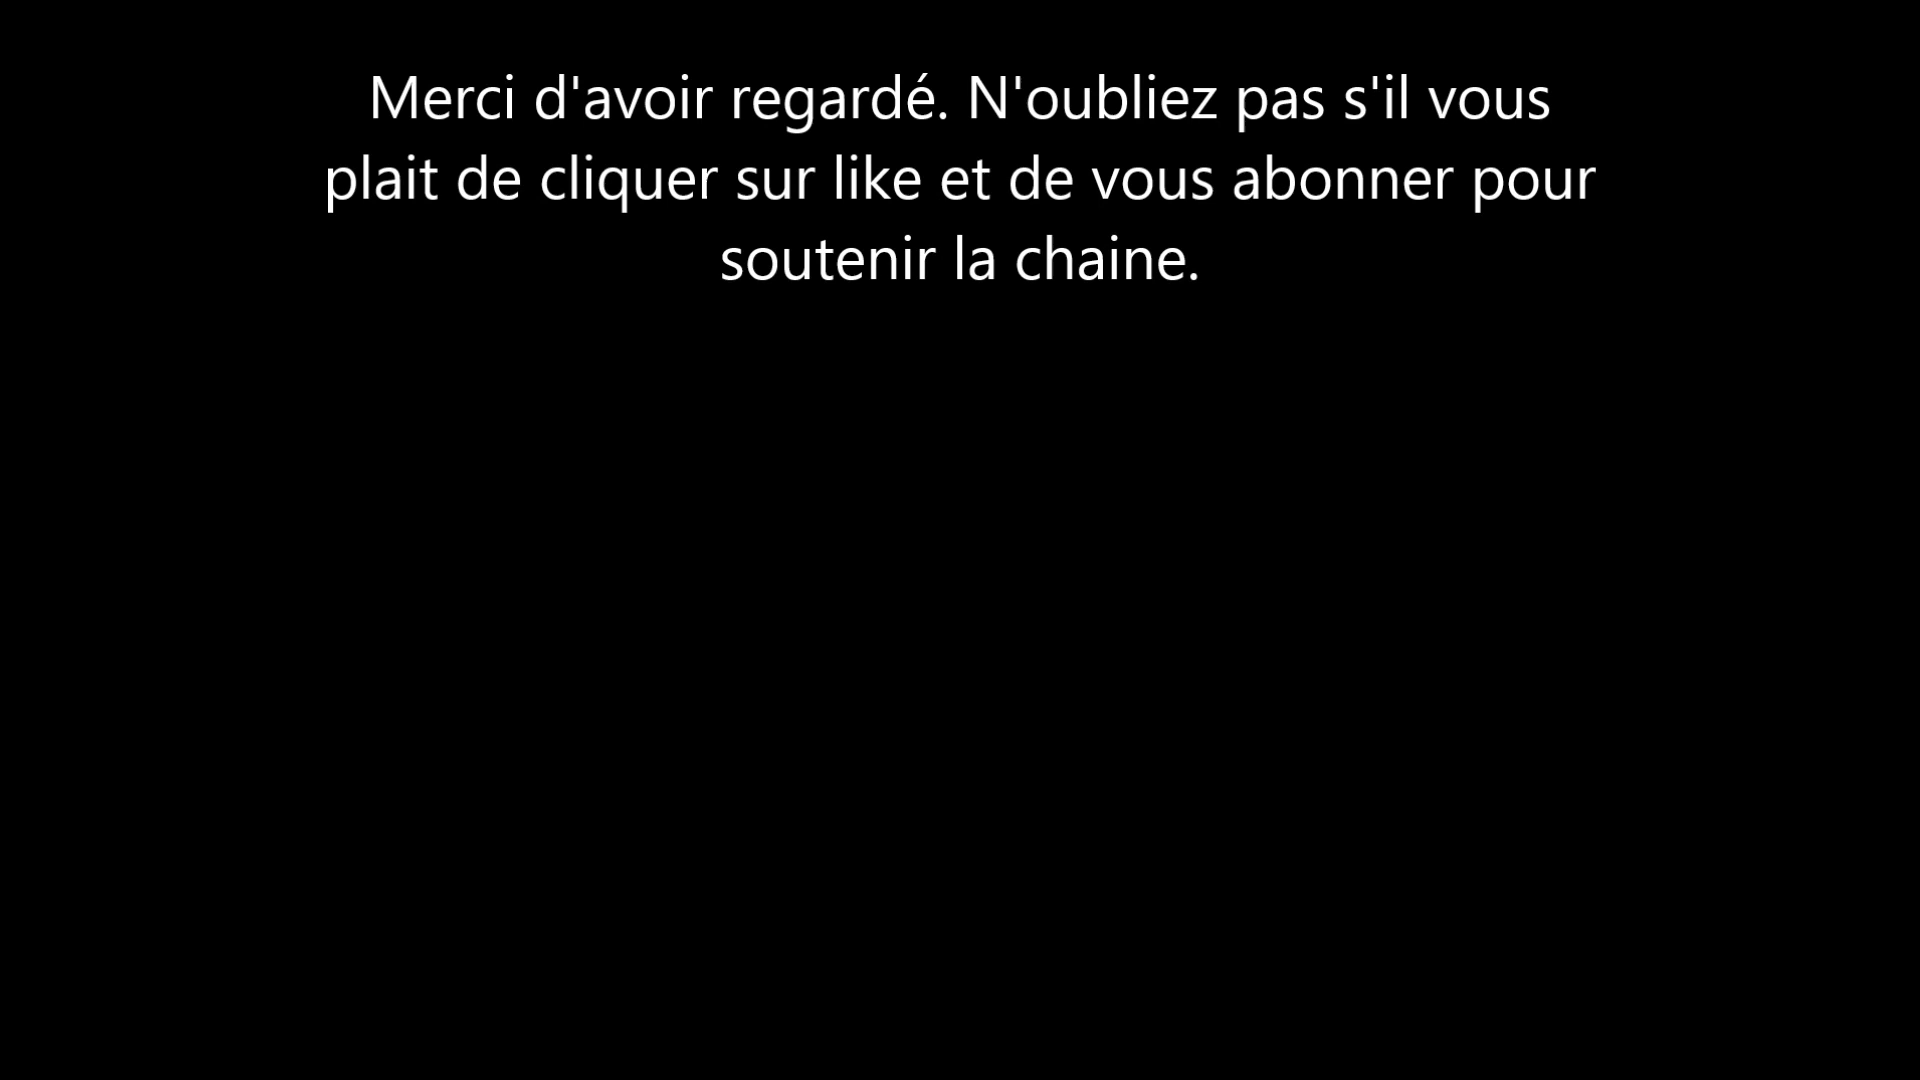 Merci d'avoir regardé. N'oubliez pas s'il vous
plait de cliquer sur like et de vous abonner pour
soutenir la chaine.